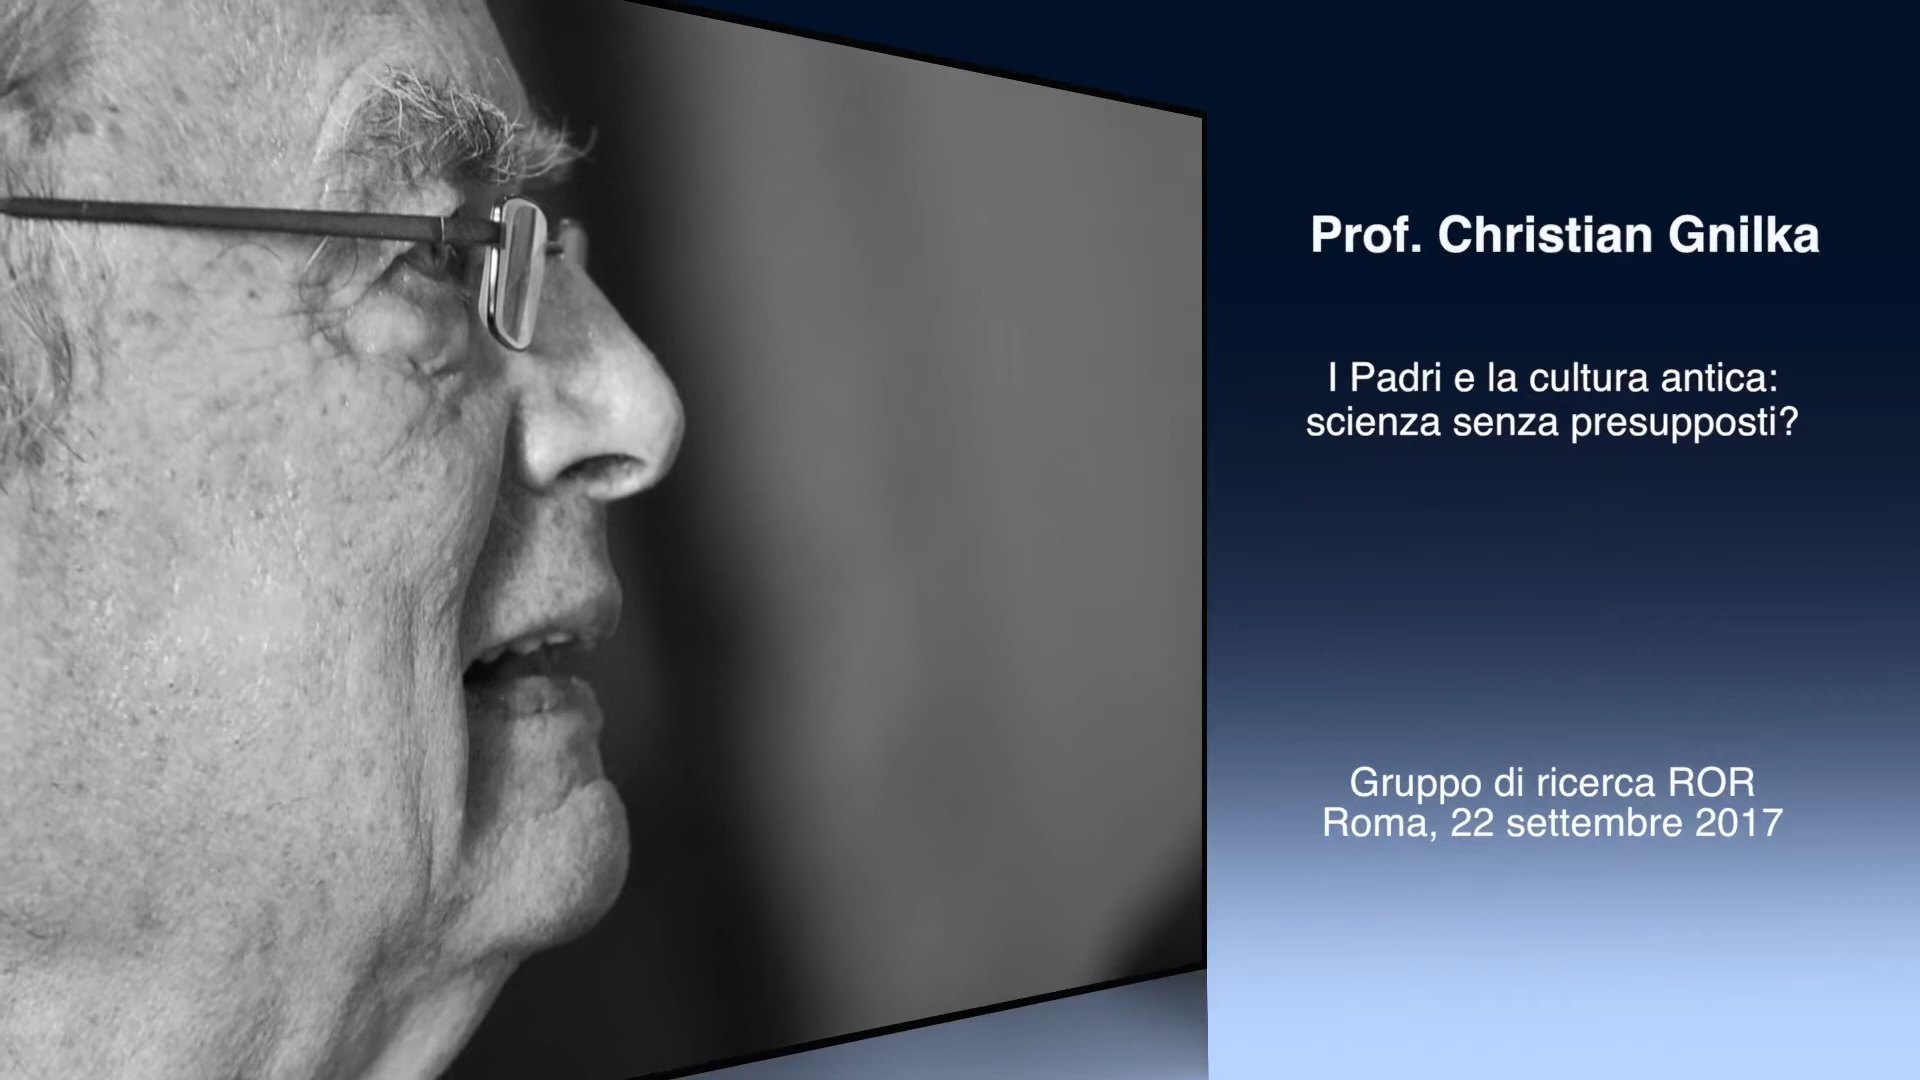 Prof. Christian Gnilka
I Padri e la cultura antica:
scienza senza presupposti?
Gruppo di ricerca ROR
Roma, 22 settembre 2017